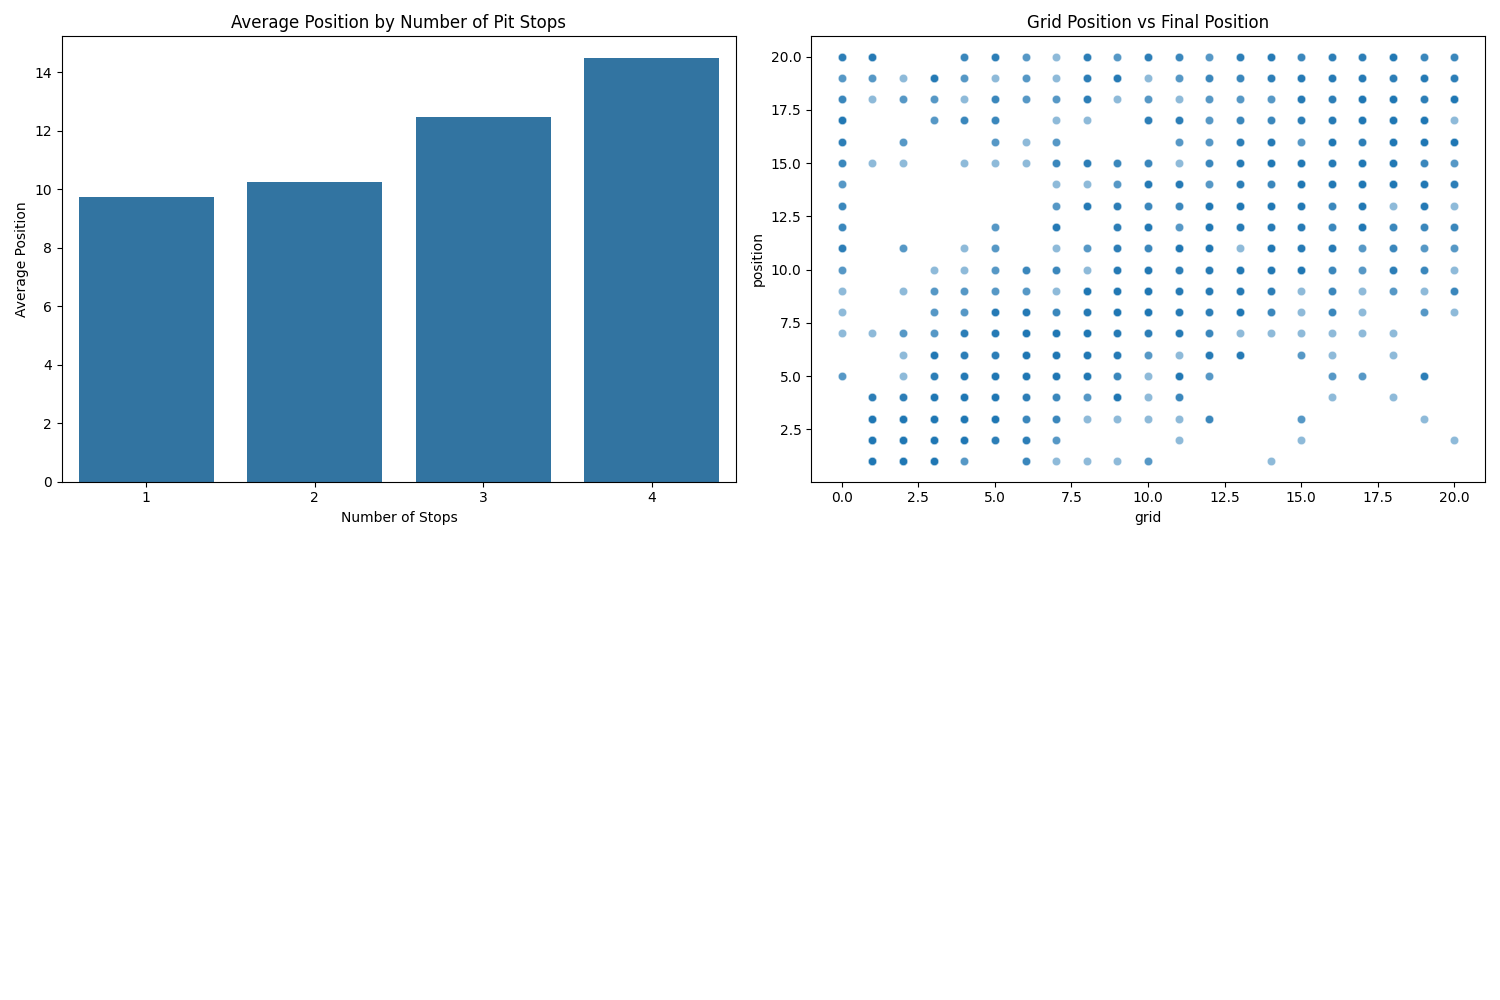 Average Position by Number of Pit Stops
Average Position
14
12
10
8
6
4
2
0
1 2 3 4
Number of Stops
Grid Position vs Final Position
position
20.0
17.5
15.0
12.5
10.0
7.5
5.0
2.5
0.0 2.5 5.0 7.5 10.0 12.5 15.0 17.5 20.0
grid